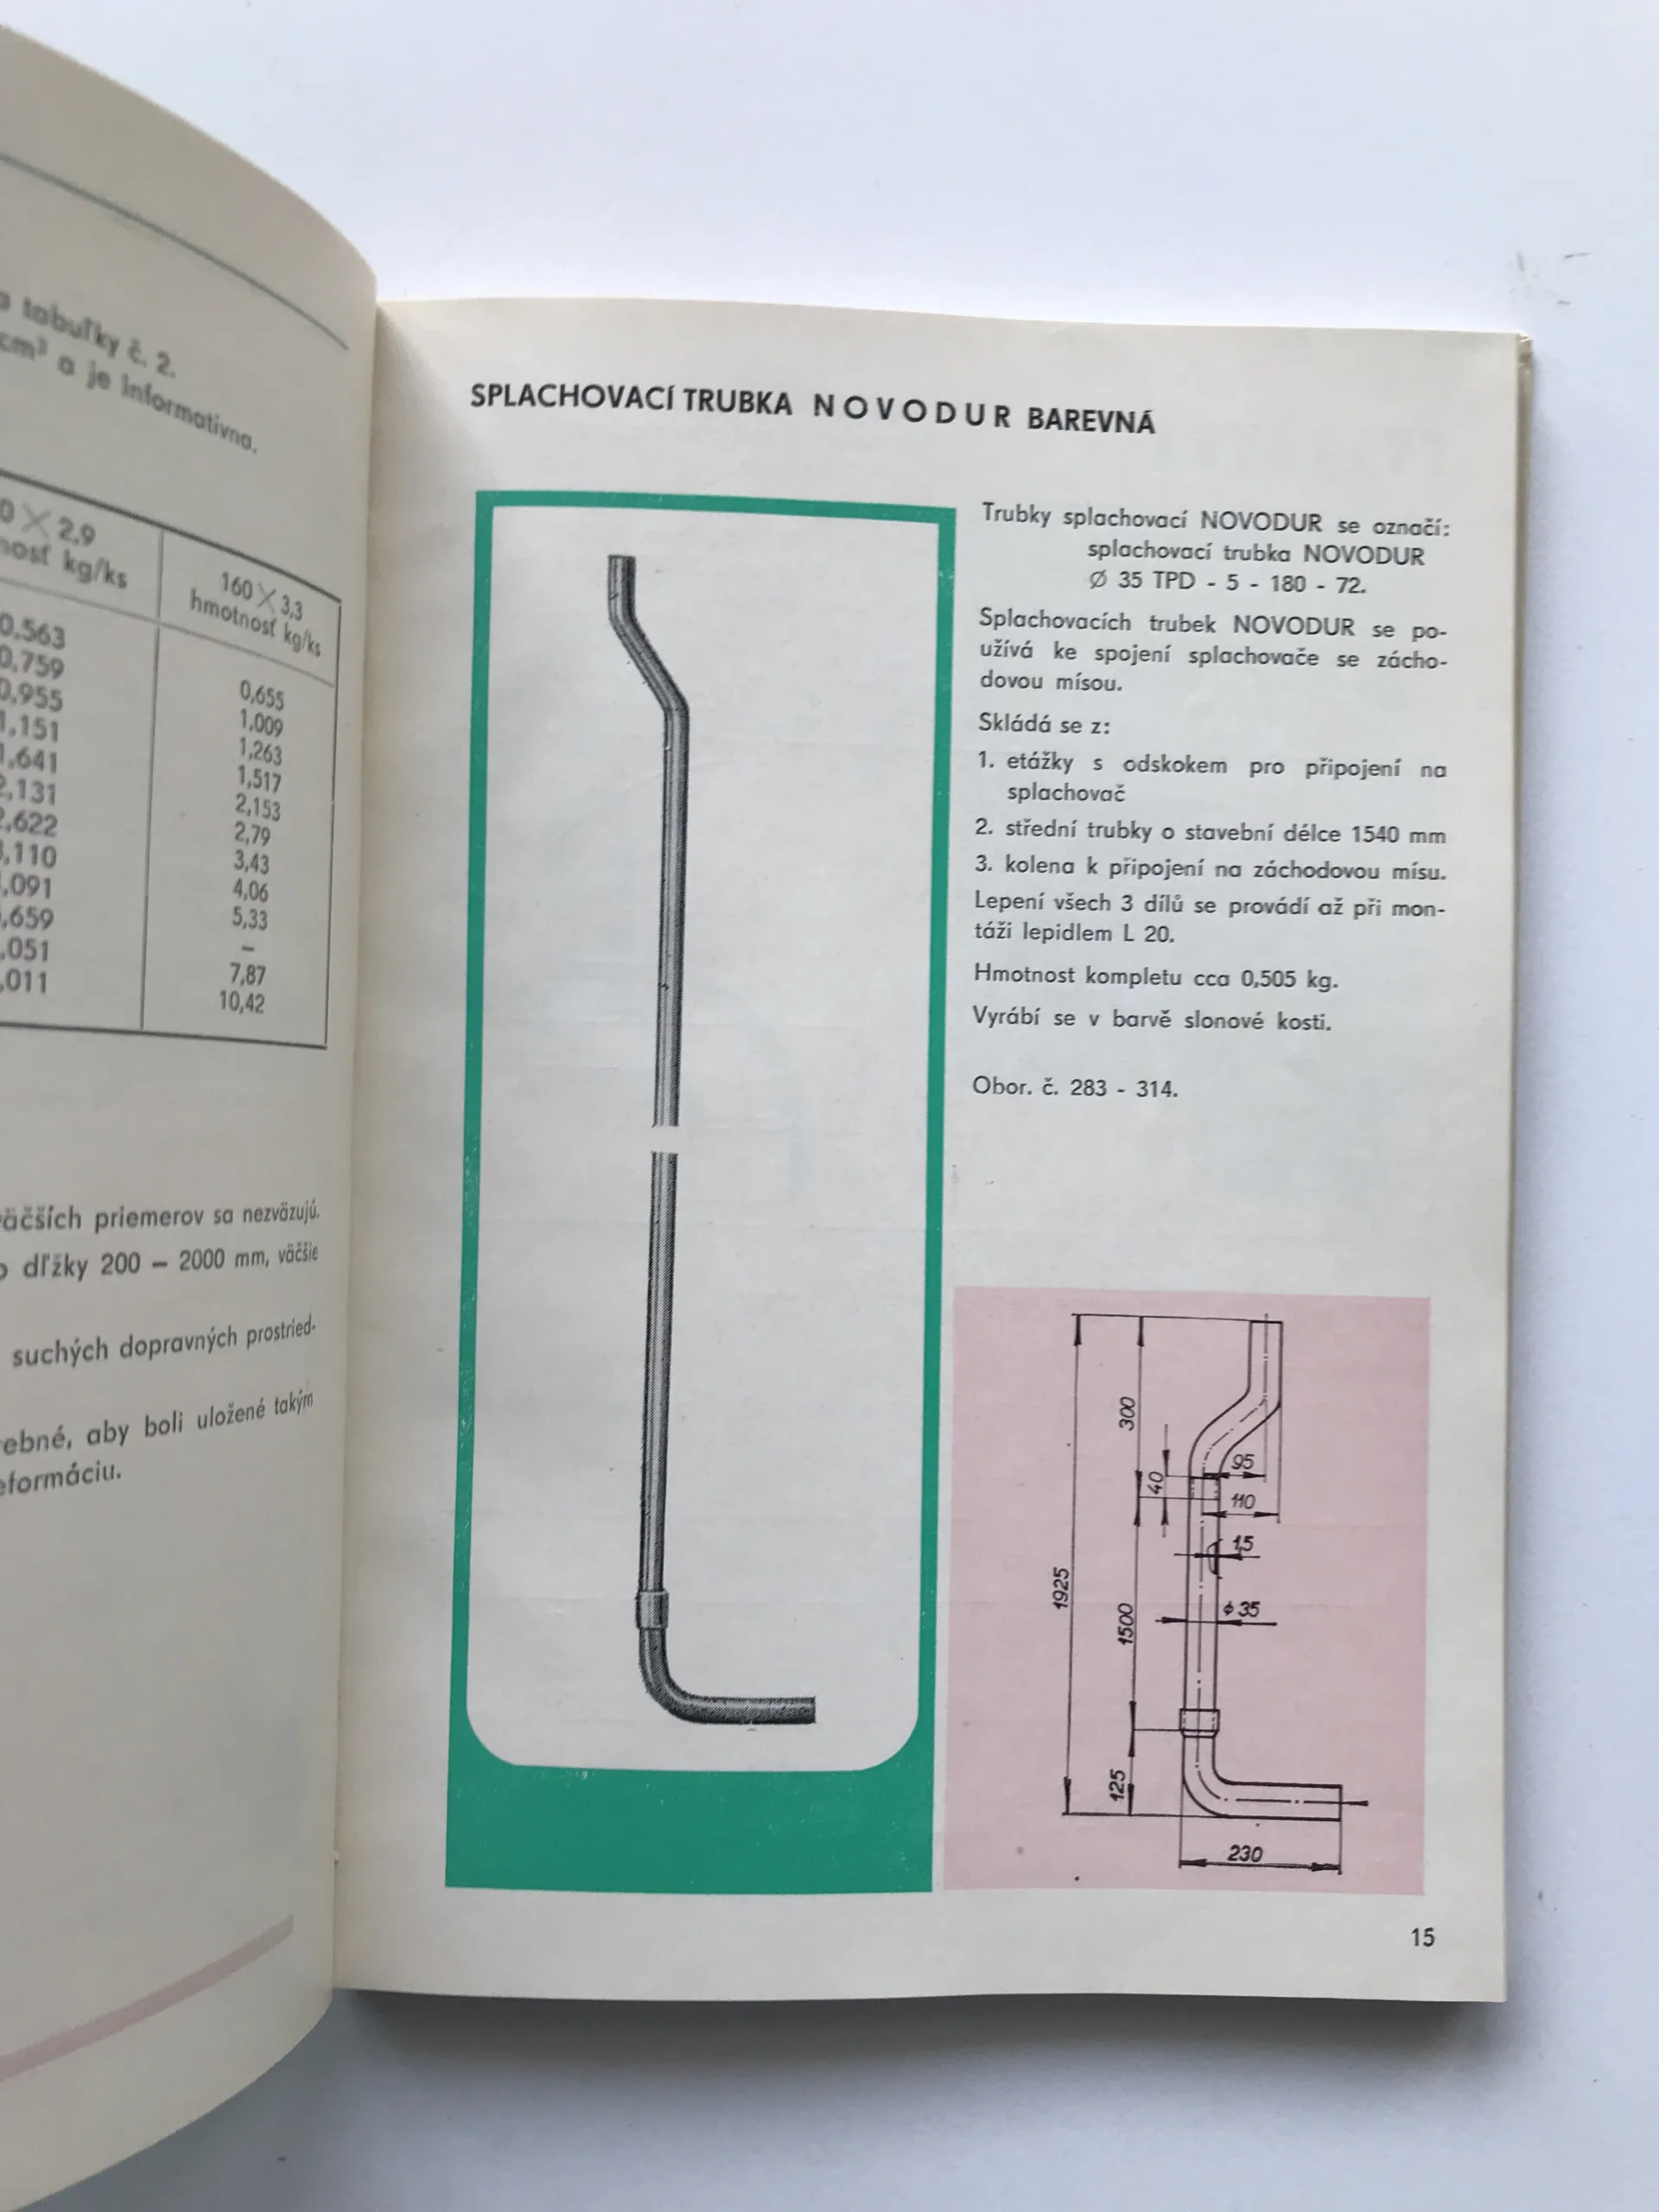 tabuľky č. 2.
cm³ a je informatívna.
2,9
kg/ks
160 × 3,3
hmotnosť kg/ks
0,563
0,655
0,759
1,009
0,955
1,263
1,151
1,517
1,641
2,153
2,131
2,79
2,622
3,43
4,06
5,33
–
7,87
10,42
priemerov sa nezväzujú.
dĺžky 200 – 2000 mm, väčšie
suchých dopravných prostried-
aby boli uložené takým
SPLACHOVACÍ TRUBKA NOVODUR BAREVNÁ
Trubky splachovací NOVODUR se označí:
splachovací trubka NOVODUR
Ø 35 TPD - 5 - 180 - 72.
Splachovacích trubek NOVODUR se po-
užívá ke spojení splachovače se zácho-
dovou mísou.
Skládá se z:
1. etážky s odskokem pro připojení na
splachovač
2. střední trubky o stavební délce 1540 mm
3. kolena k připojení na záchodovou mísu.
Lepení všech 3 dílů se provádí až při mon-
táži lepidlem L 20.
Hmotnost kompletu cca 0,505 kg.
Vyrábí se v barvě slonové kosti.
Obor. č. 283 - 314.
300
95
40
110
1,5
1925
1500
ϕ 35
125
230
15